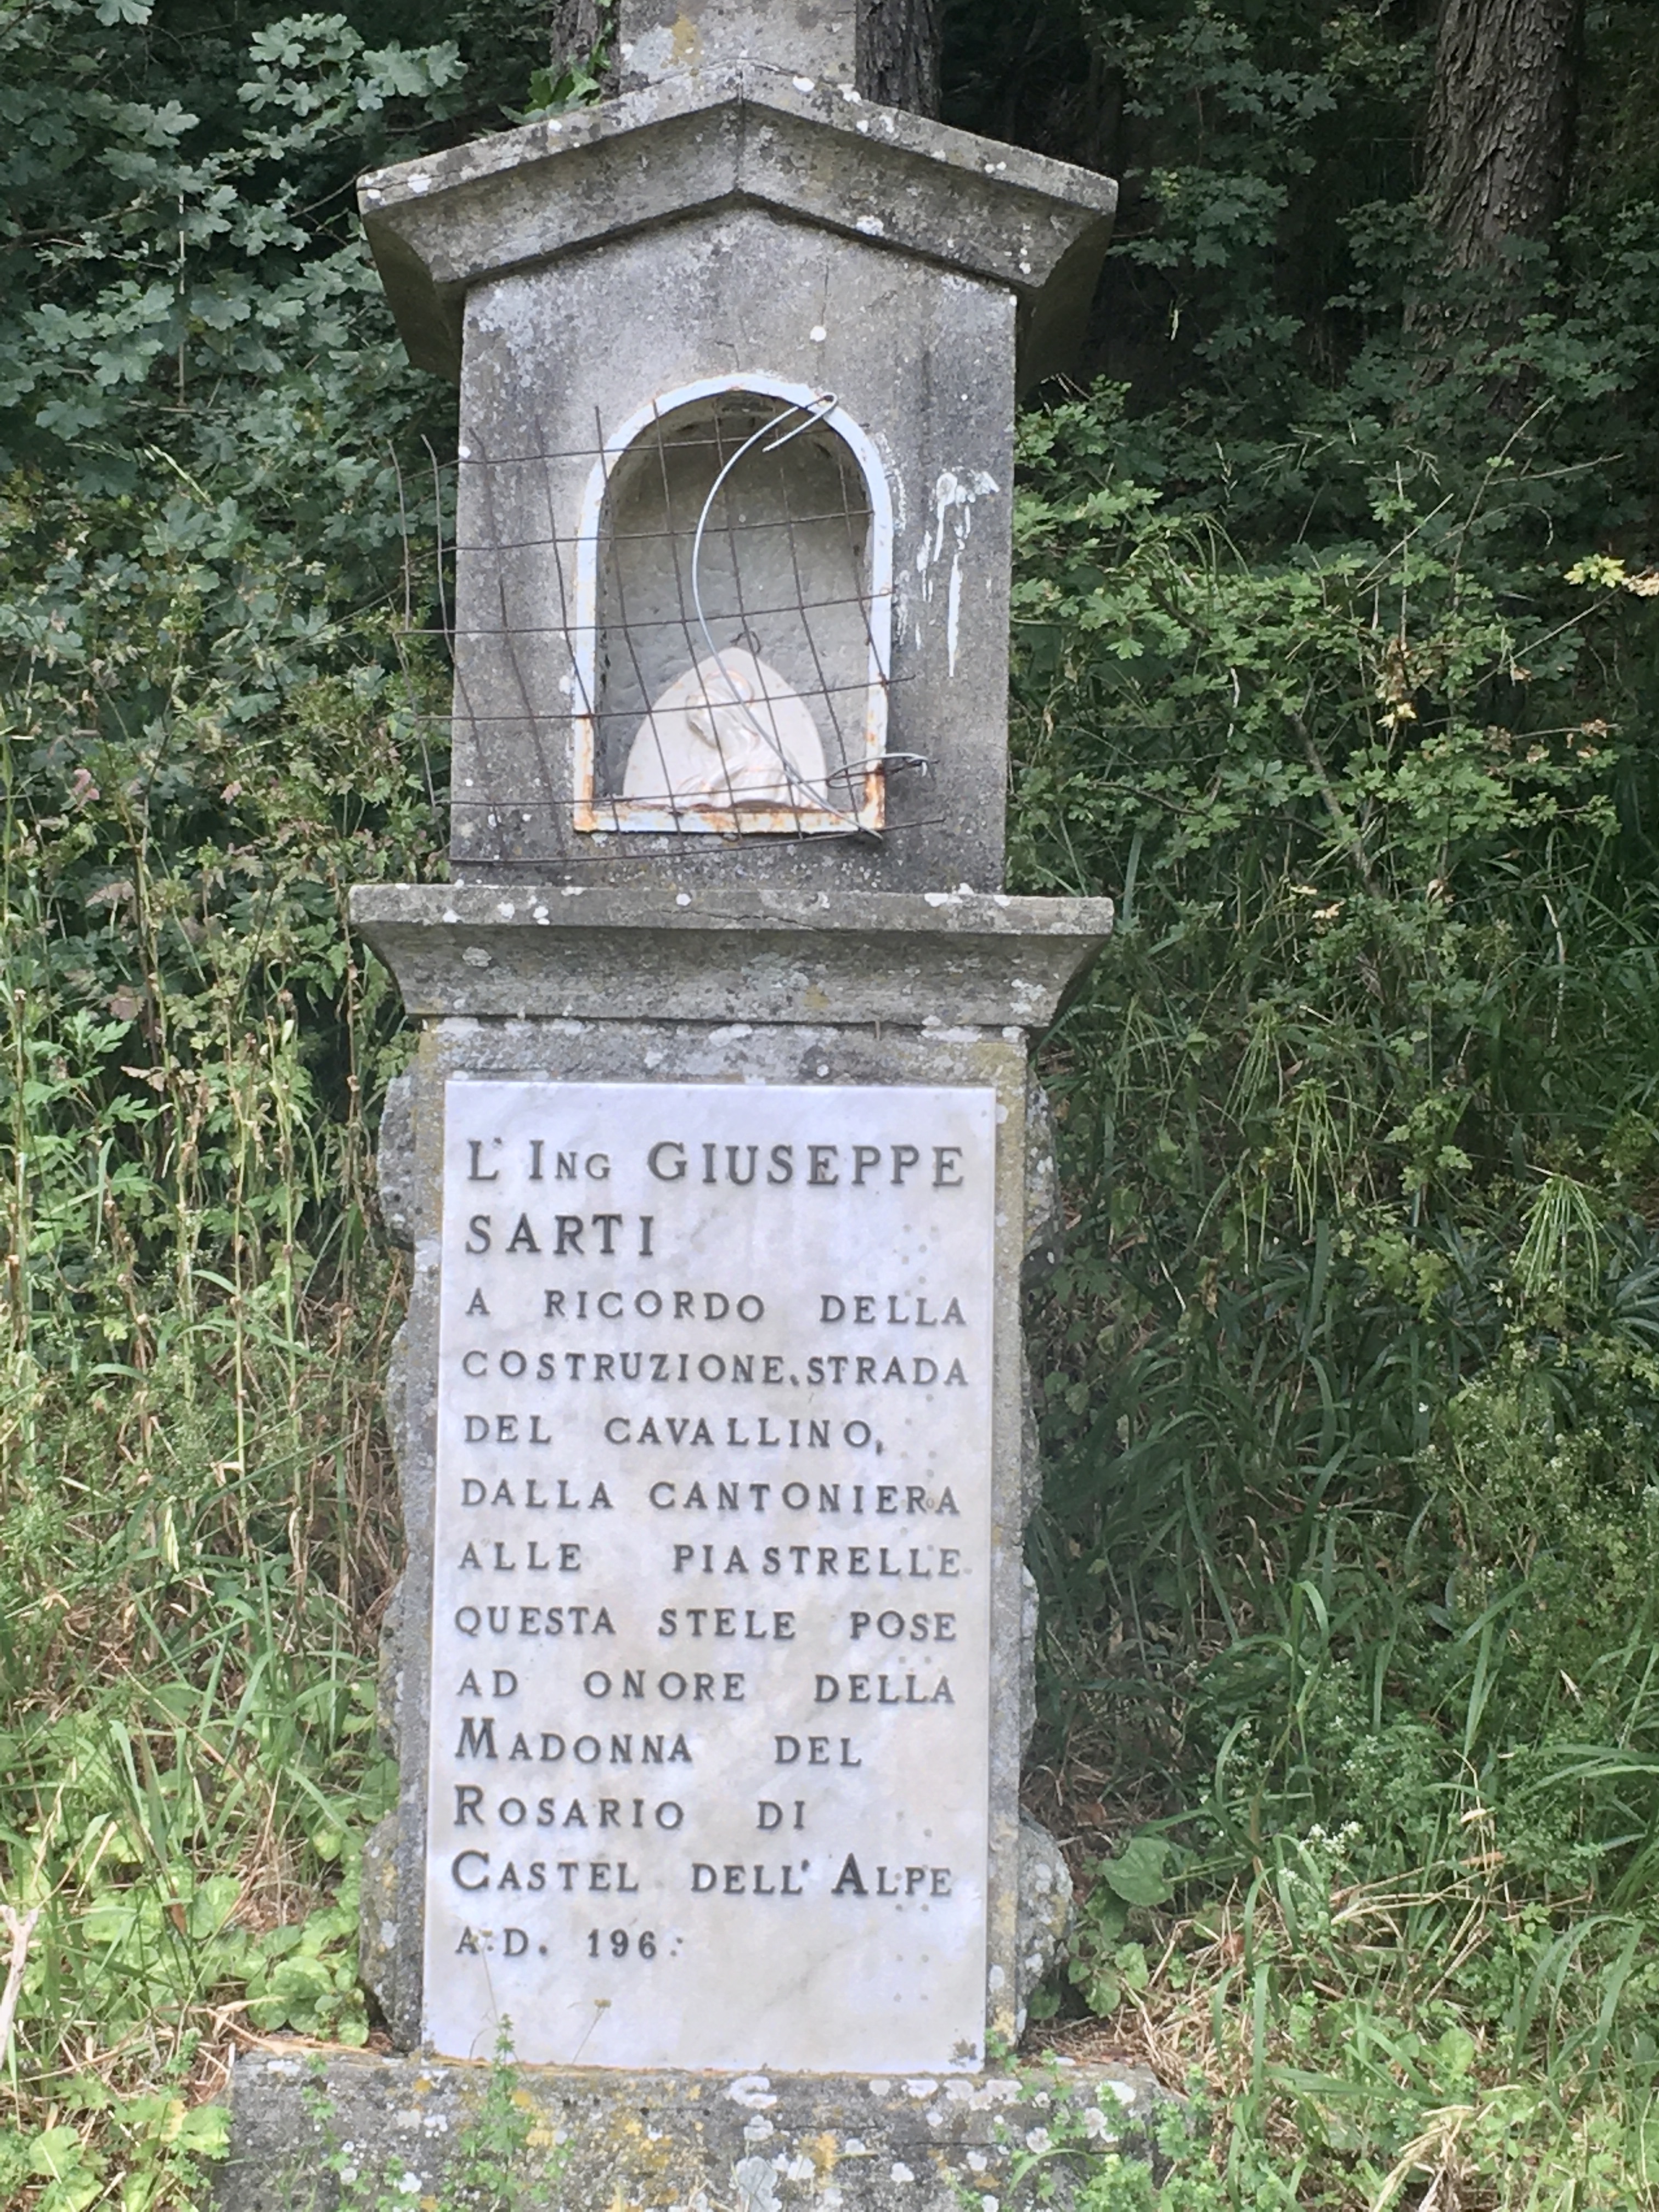 L' ING GIUSEPPE
SARTI
A RICORDO DELLA
COSTRUZIONE, STRADA
DEL CAVALLINO,
DALLA CANTONIERA
ALLE PIASTRELLE
QUESTA STELE POSE
AD ONORE DELLA
MADONNA DEL
ROSARIO DI
CASTEL DELL' ALPE
A. D. 196